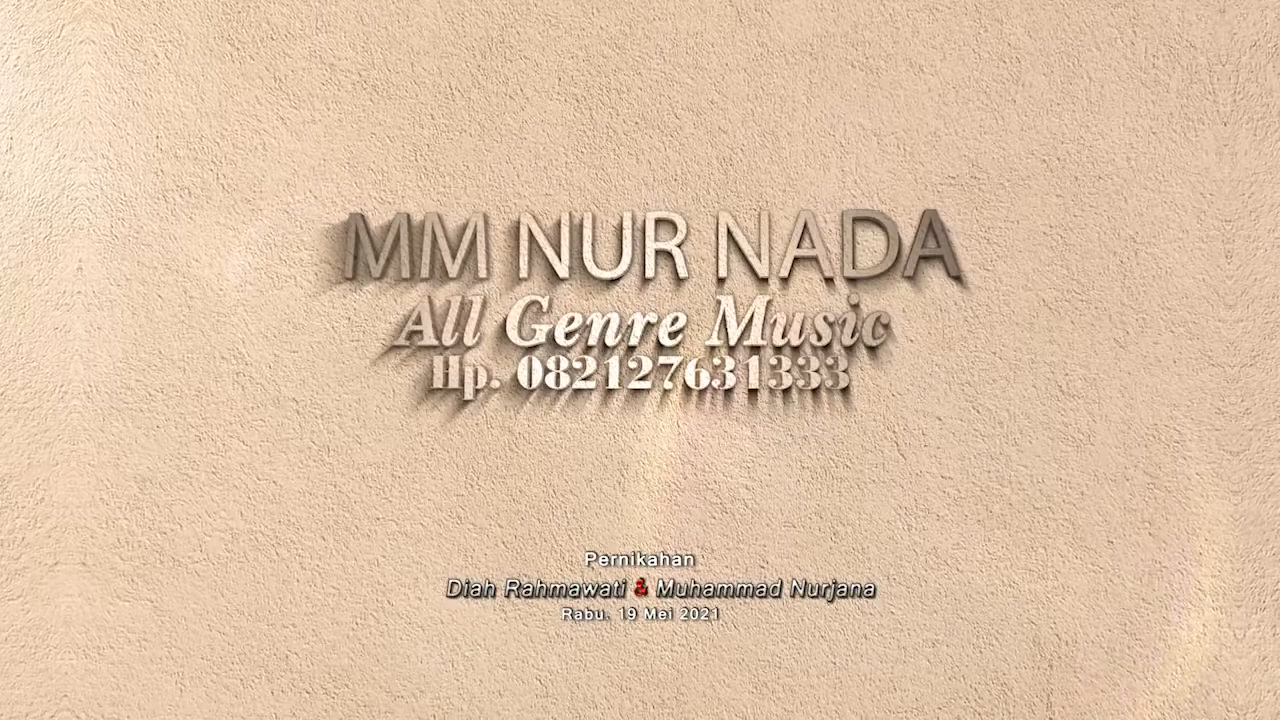 MM NUR NADA
All Genre Music
Hp. 082127631333
Pernikahan
Diah Rahmawati & Muhammad Nurjana
Rabu. 19 Mei 2021